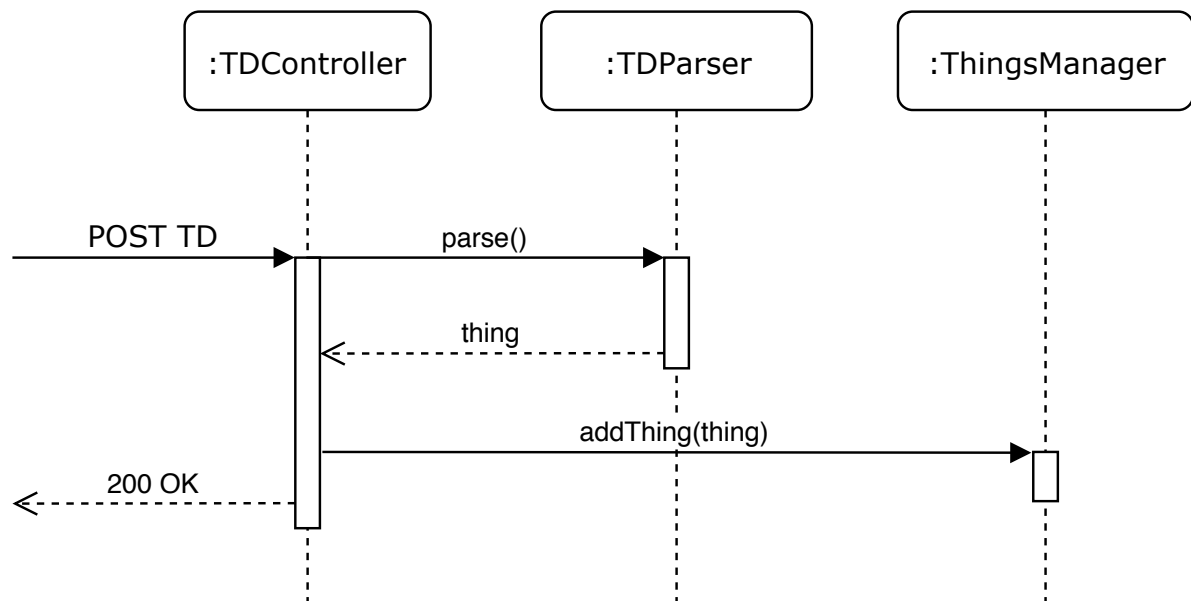 :TDController
:TDParser
:ThingsManager
POST TD
parse()
thing
addThing(thing)
200 OK